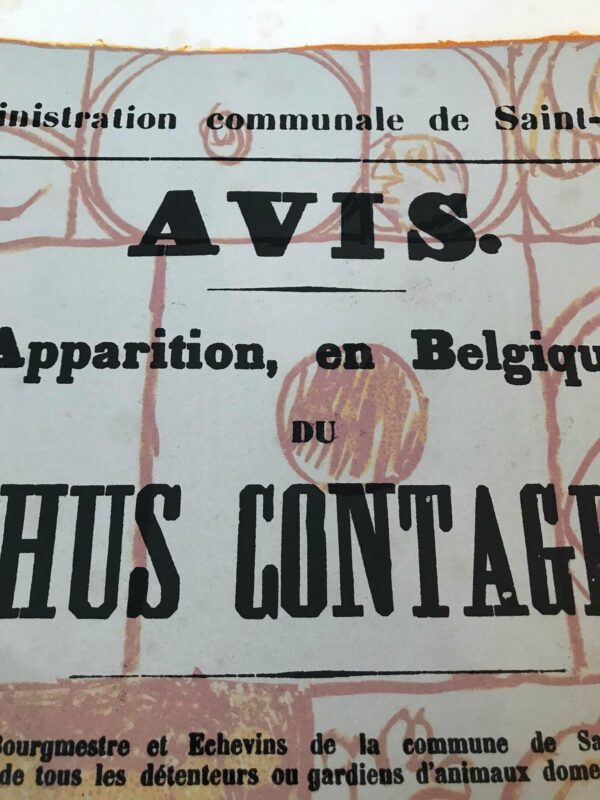 inistration communale de Saint-
AVIS.
Apparition, en Belgiqu
DU
HUS CONTAGI
Bourgmestre et Echevins de la commune de Sa
de tous les détenteurs ou gardiens d'animaux dome